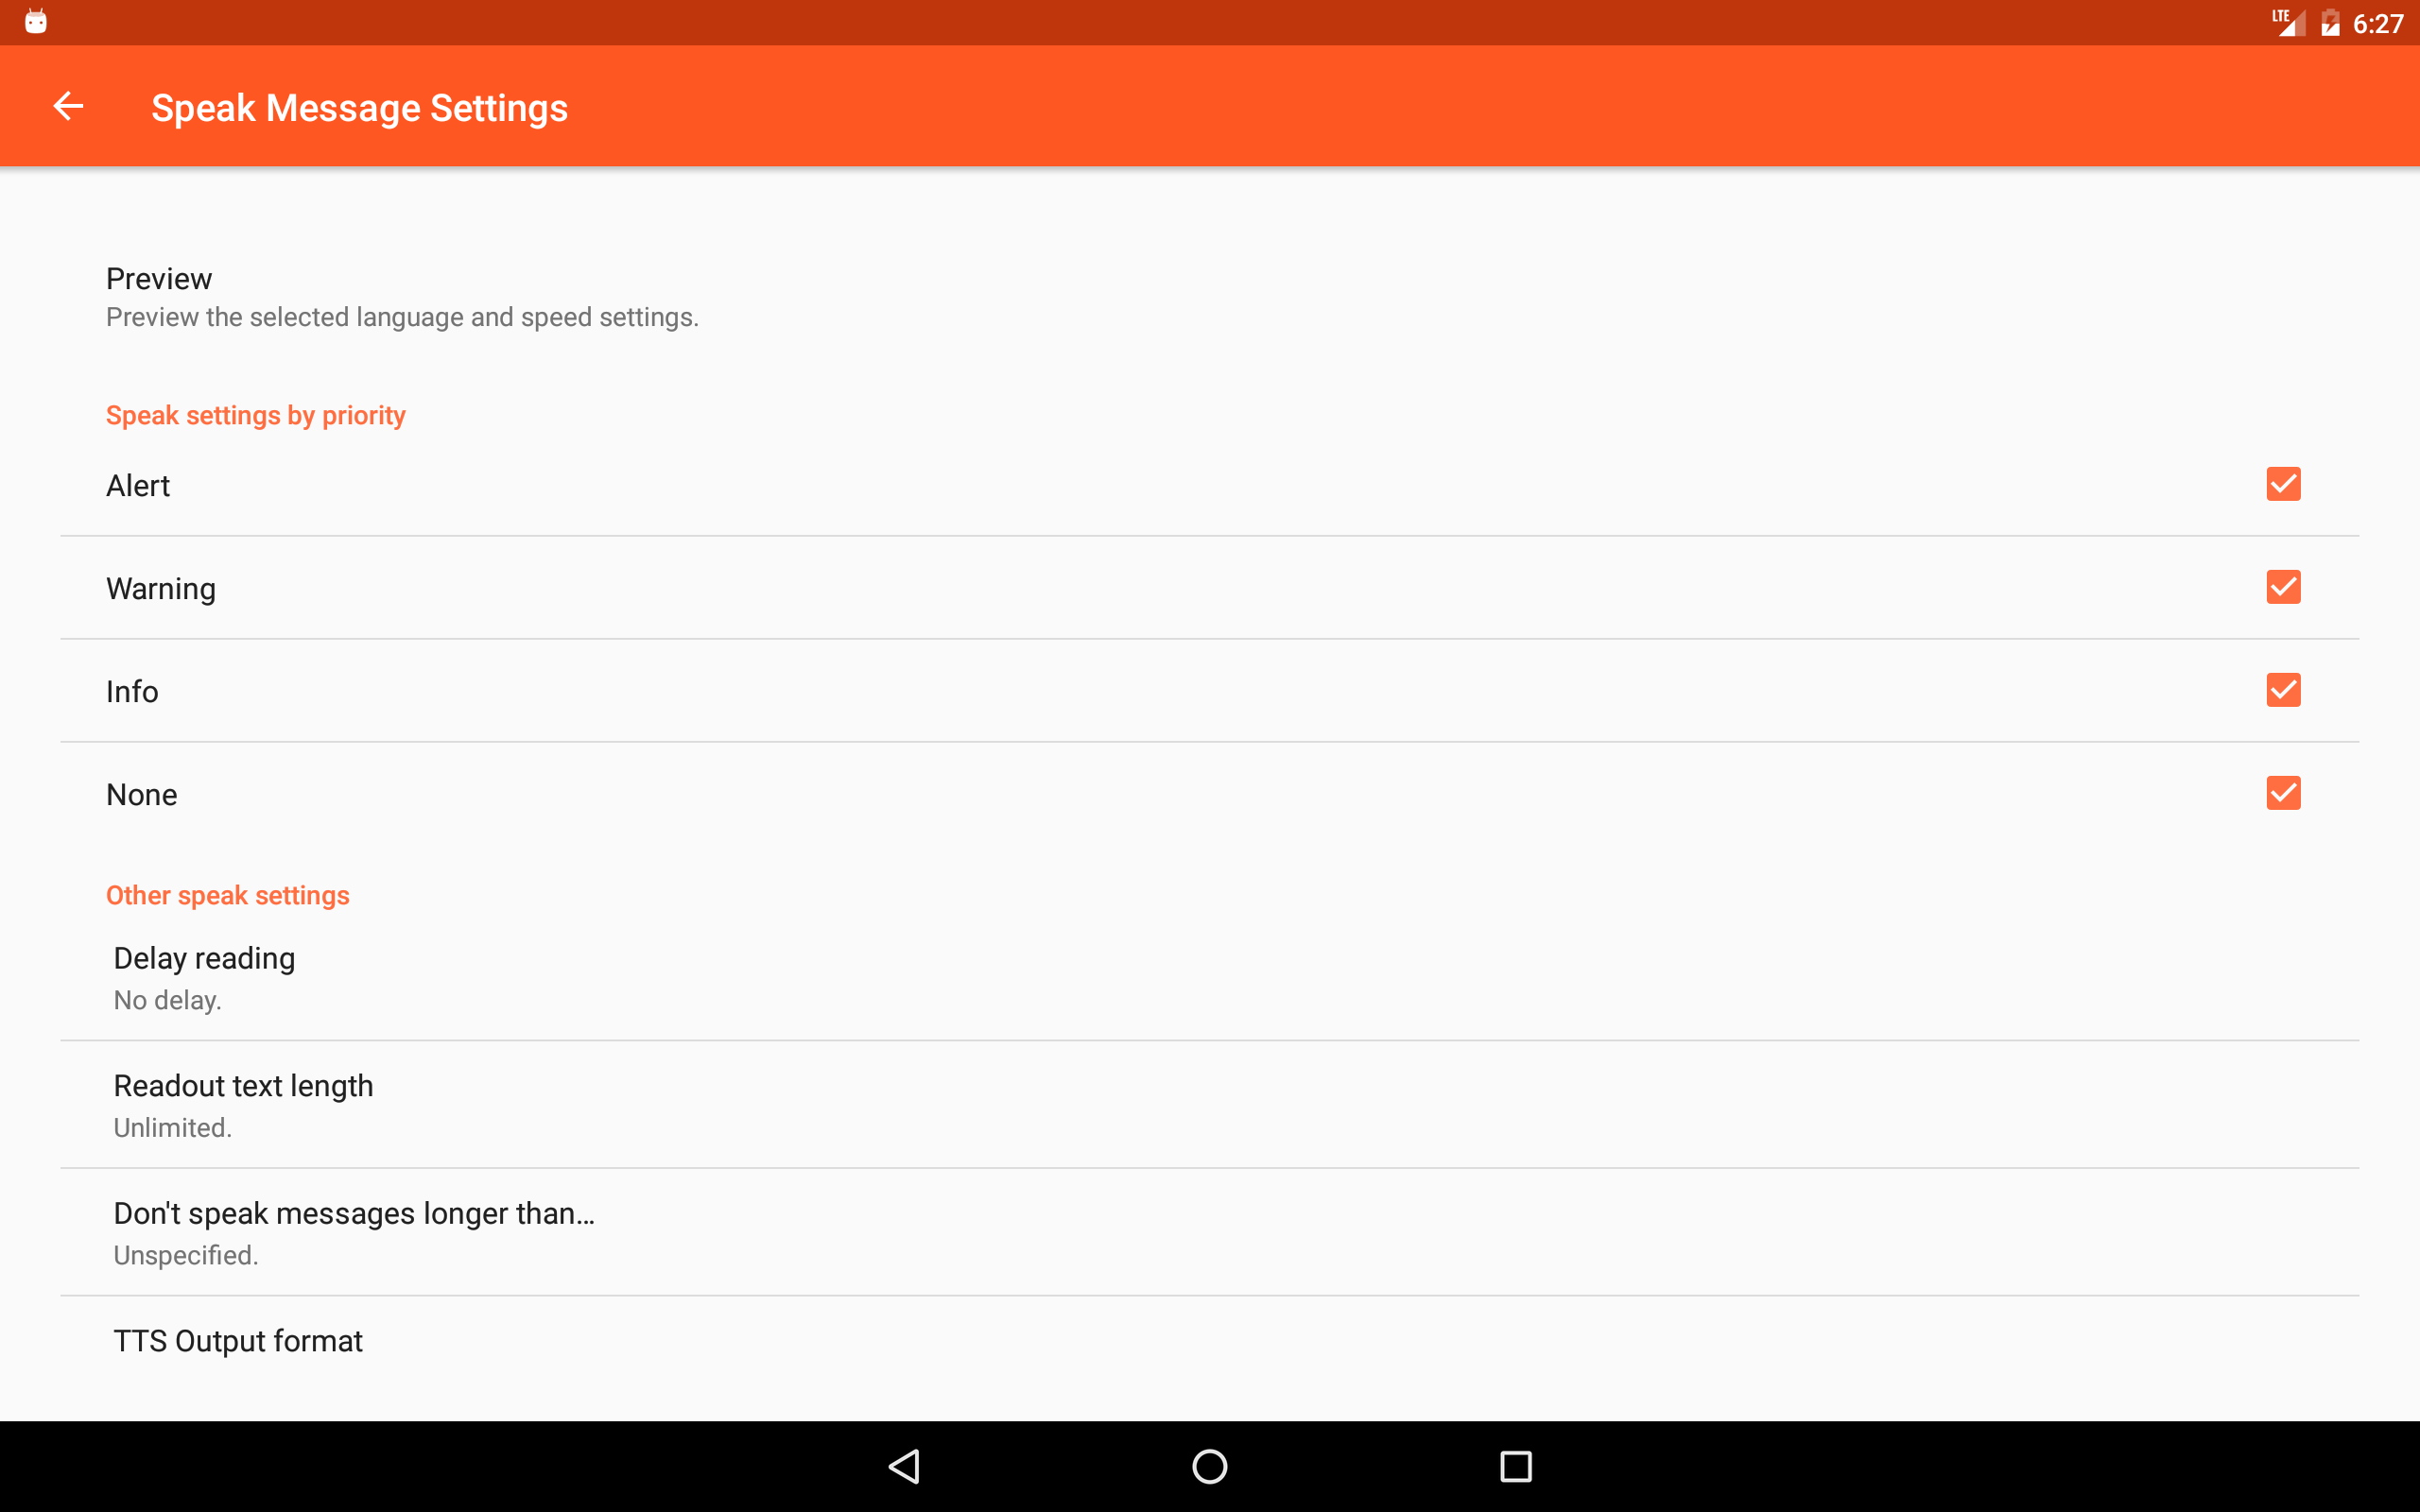 LTE 6:27
Speak Message Settings
Preview
Preview the selected language and speed settings.
Speak settings by priority
Alert
Warning
Info
None
Other speak settings
Delay reading
No delay.
Readout text length
Unlimited.
Don't speak messages longer than…
Unspecified.
TTS Output format